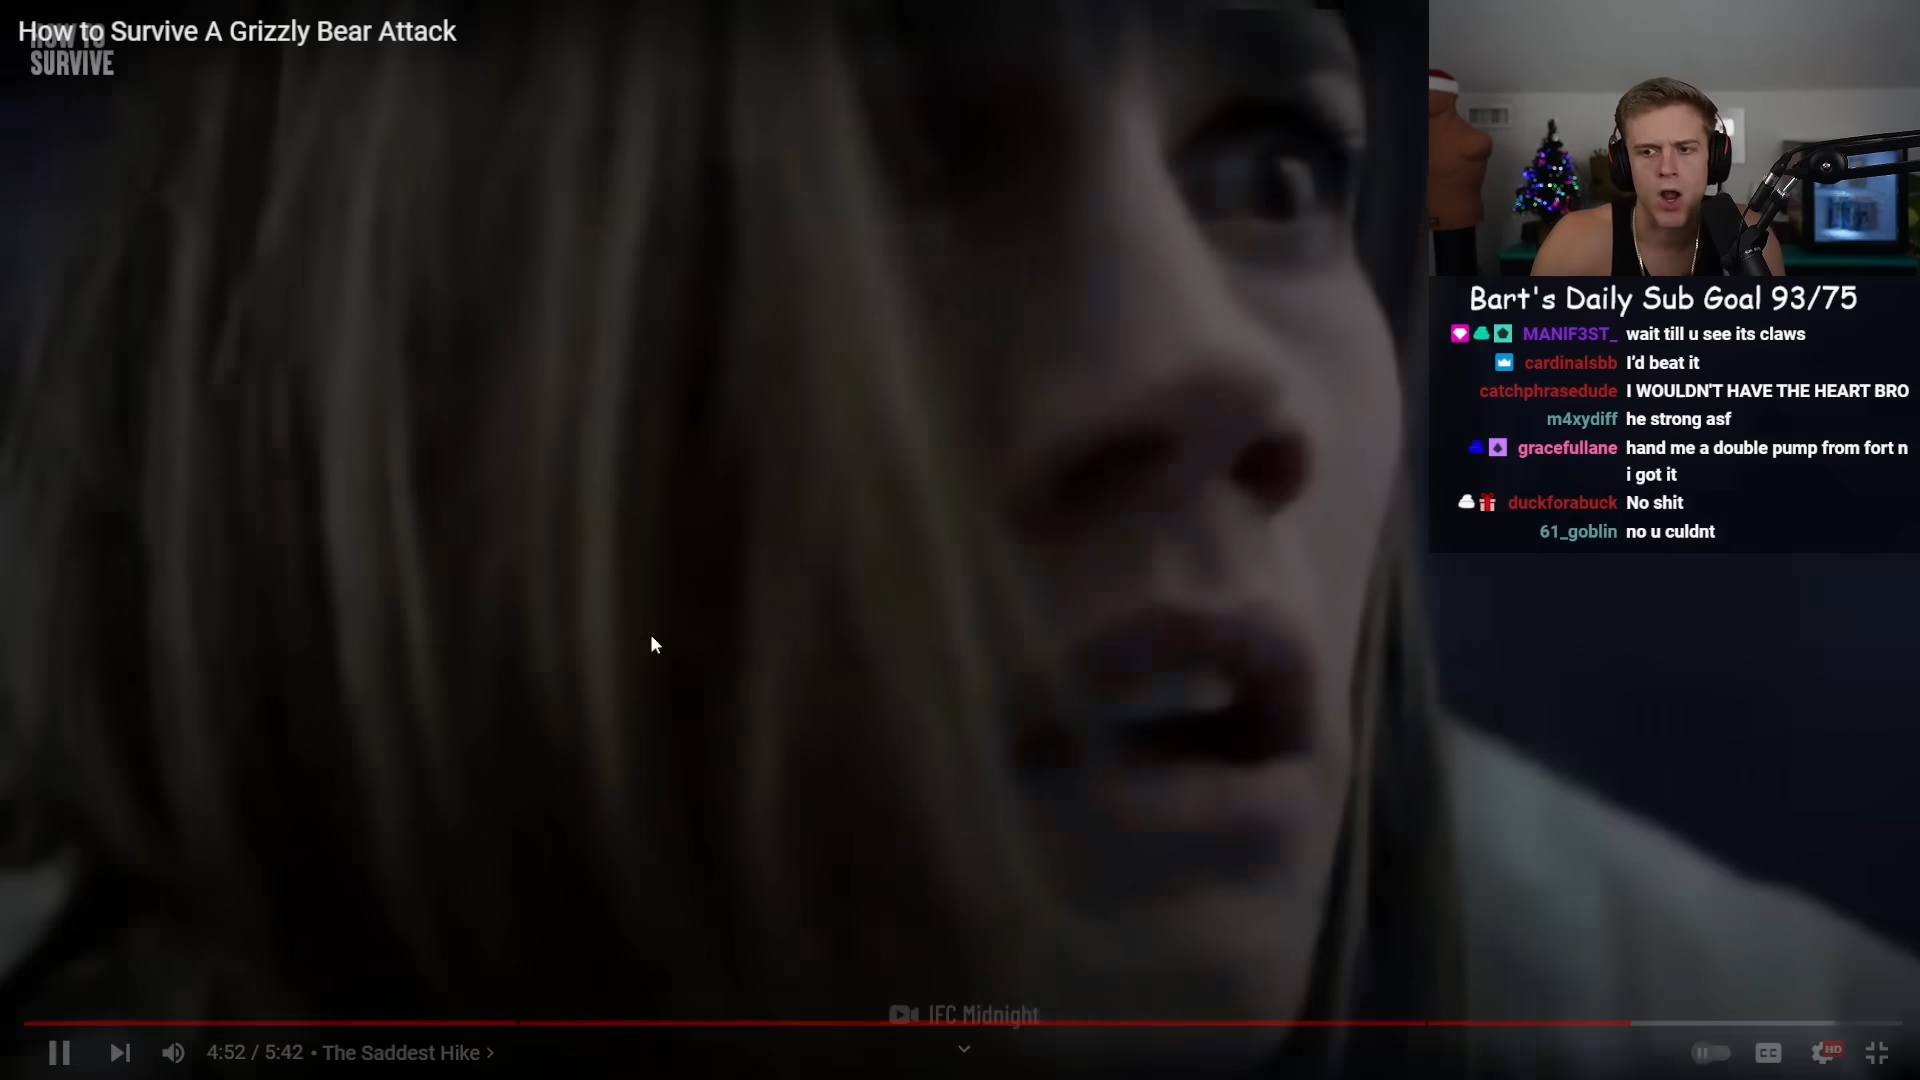 How to Survive A Grizzly Bear Attack
HOW TO
SURVIVE
Bart's Daily Sub Goal 93/75
MANIF3ST_ wait till u see its claws
cardinalsbb I'd beat it
catchphrasedude I WOULDN'T HAVE THE HEART BRO
m4xydiff he strong asf
gracefullane hand me a double pump from fort n
i got it
duckforabuck No shit
61_goblin no u culdnt
IFC Midnight
4:52 / 5:42 • The Saddest Hike >
CC
HD